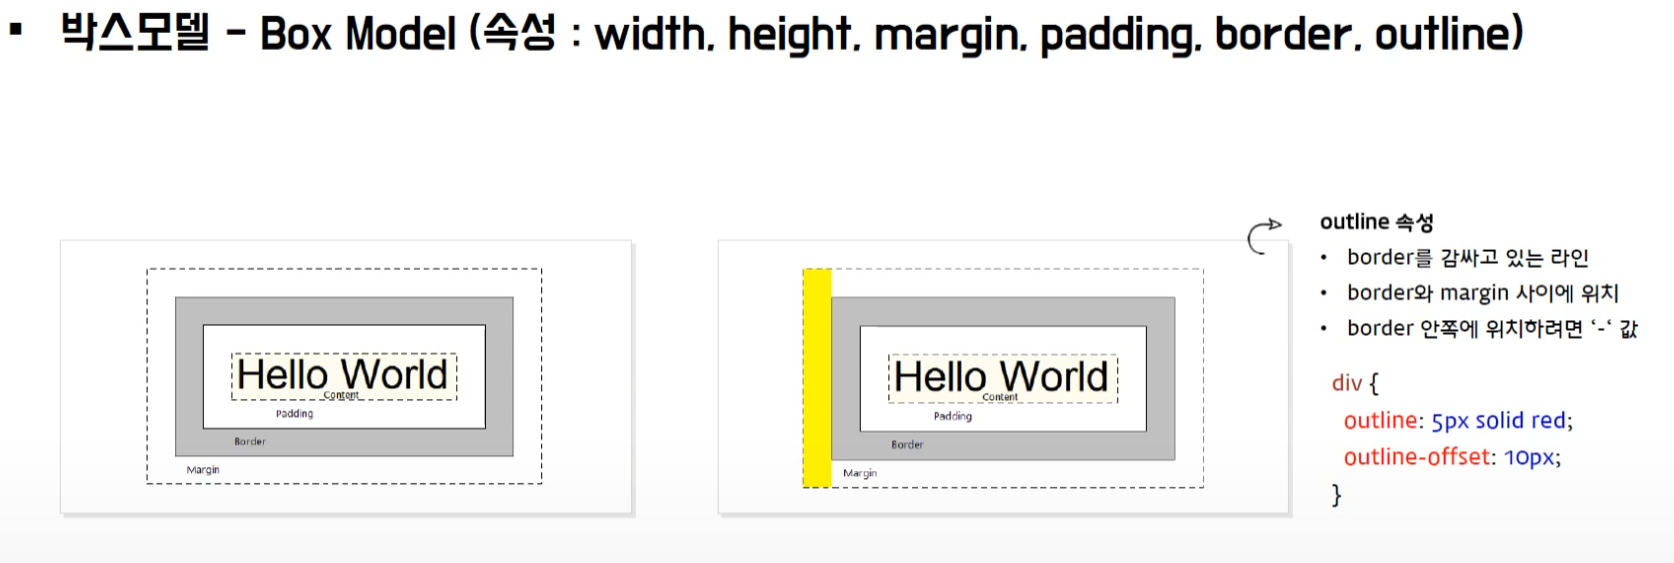 ▪ 박스모델 - Box Model (속성 : width, height, margin, padding, border, outline)
Hello World
Content
Padding
Border
Margin
Hello World
Content
Padding
Border
Margin
outline 속성
• border를 감싸고 있는 라인
• border와 margin 사이에 위치
• border 안쪽에 위치하려면 ‘-‘ 값
div {
outline: 5px solid red;
outline-offset: 10px;
}